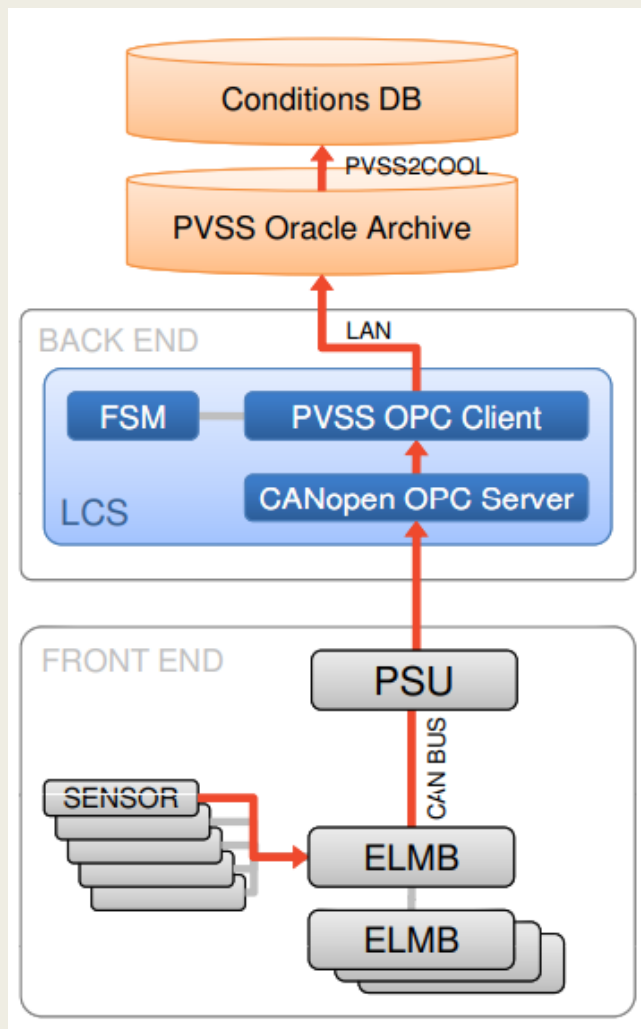 Conditions DB
PVSS2COOL
PVSS Oracle Archive
LAN
BACK END
FSM
PVSS OPC Client
CANopen OPC Server
LCS
FRONT END
PSU
CAN BUS
SENSOR
ELMB
ELMB